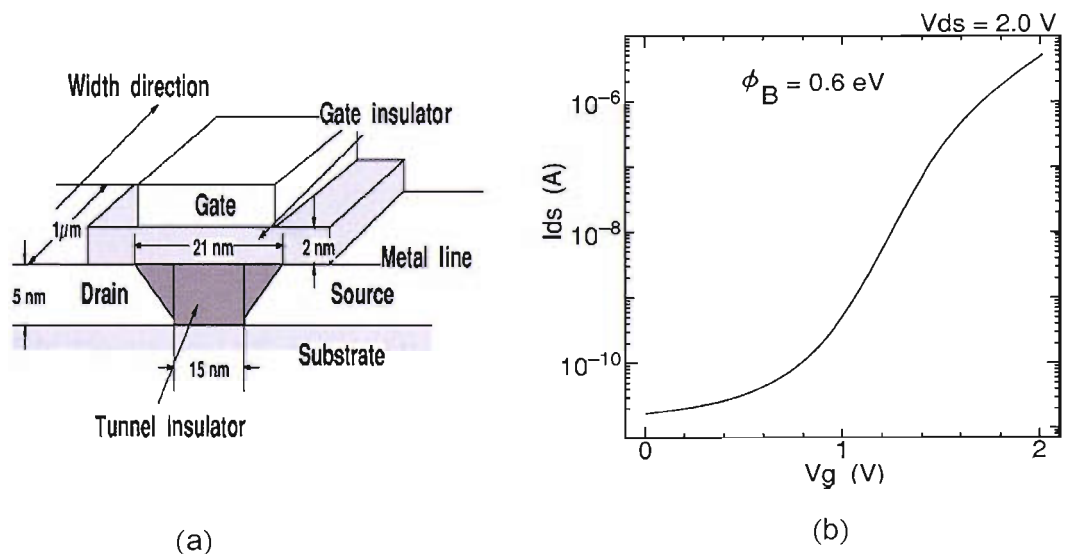 Width direction
Gate insulator
Gate
1μm
21 nm
2 nm
Metal line
5 nm
Drain
Source
Substrate
15 nm
Tunnel Insulator
(a)
Vds = 2.0 V
ϕB = 0.6 eV
10⁻⁶
10⁻⁸
10⁻¹⁰
Ids (A)
0
1
2
Vg (V)
(b)